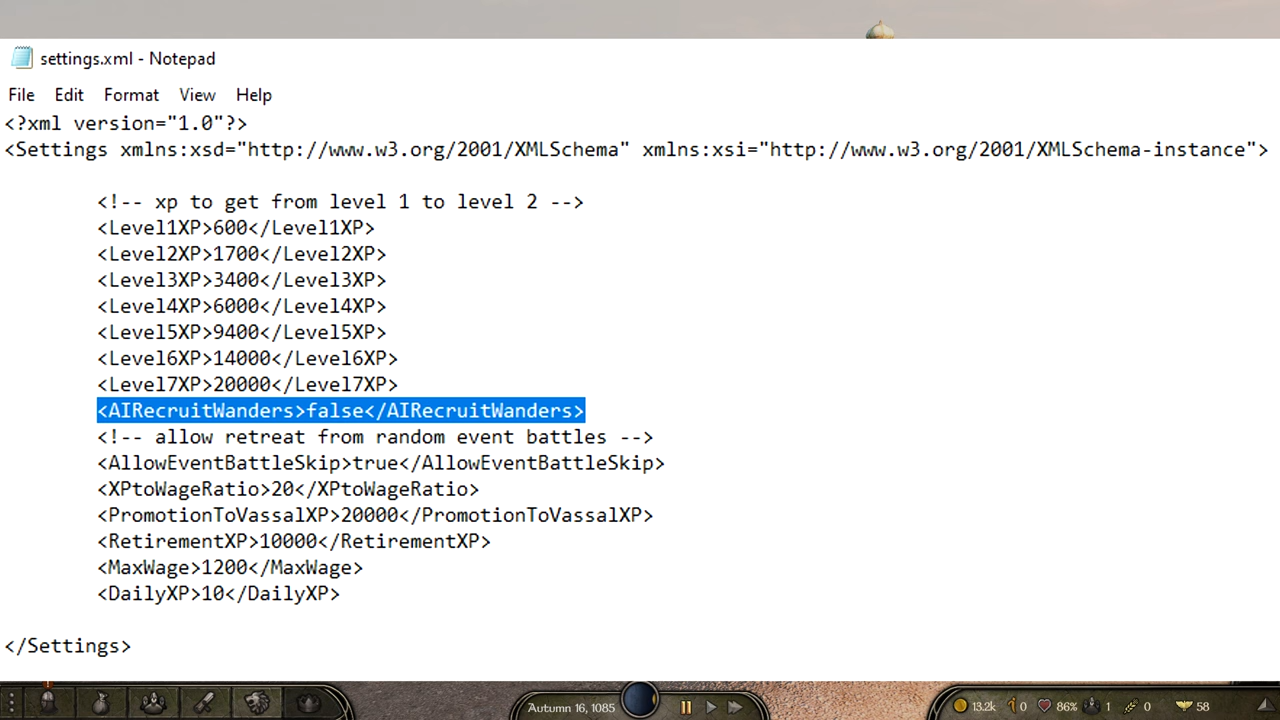 settings.xml - Notepad
File Edit Format View Help
<?xml version="1.0"?>
<Settings xmlns:xsd="http://www.w3.org/2001/XMLSchema" xmlns:xsi="http://www.w3.org/2001/XMLSchema-instance">
<!-- xp to get from level 1 to level 2 -->
<Level1XP>600</Level1XP>
<Level2XP>1700</Level2XP>
<Level3XP>3400</Level3XP>
<Level4XP>6000</Level4XP>
<Level5XP>9400</Level5XP>
<Level6XP>14000</Level6XP>
<Level7XP>20000</Level7XP>
<AIRecruitWanders>false</AIRecruitWanders>
<!-- allow retreat from random event battles -->
<AllowEventBattleSkip>true</AllowEventBattleSkip>
<XPtoWageRatio>20</XPtoWageRatio>
<PromotionToVassalXP>20000</PromotionToVassalXP>
<RetirementXP>10000</RetirementXP>
<MaxWage>1200</MaxWage>
<DailyXP>10</DailyXP>
</Settings>
Autumn 16, 1085 13.2k 0 86% 1 0 58